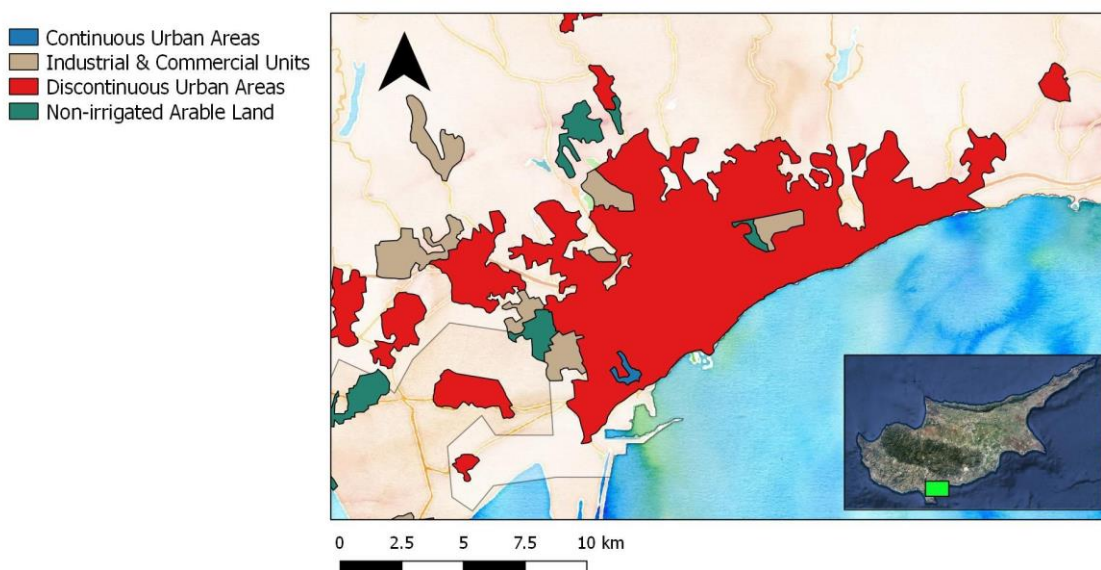 Continuous Urban Areas
Industrial & Commercial Units
Discontinuous Urban Areas
Non-irrigated Arable Land
0 2.5 5 7.5 10 km